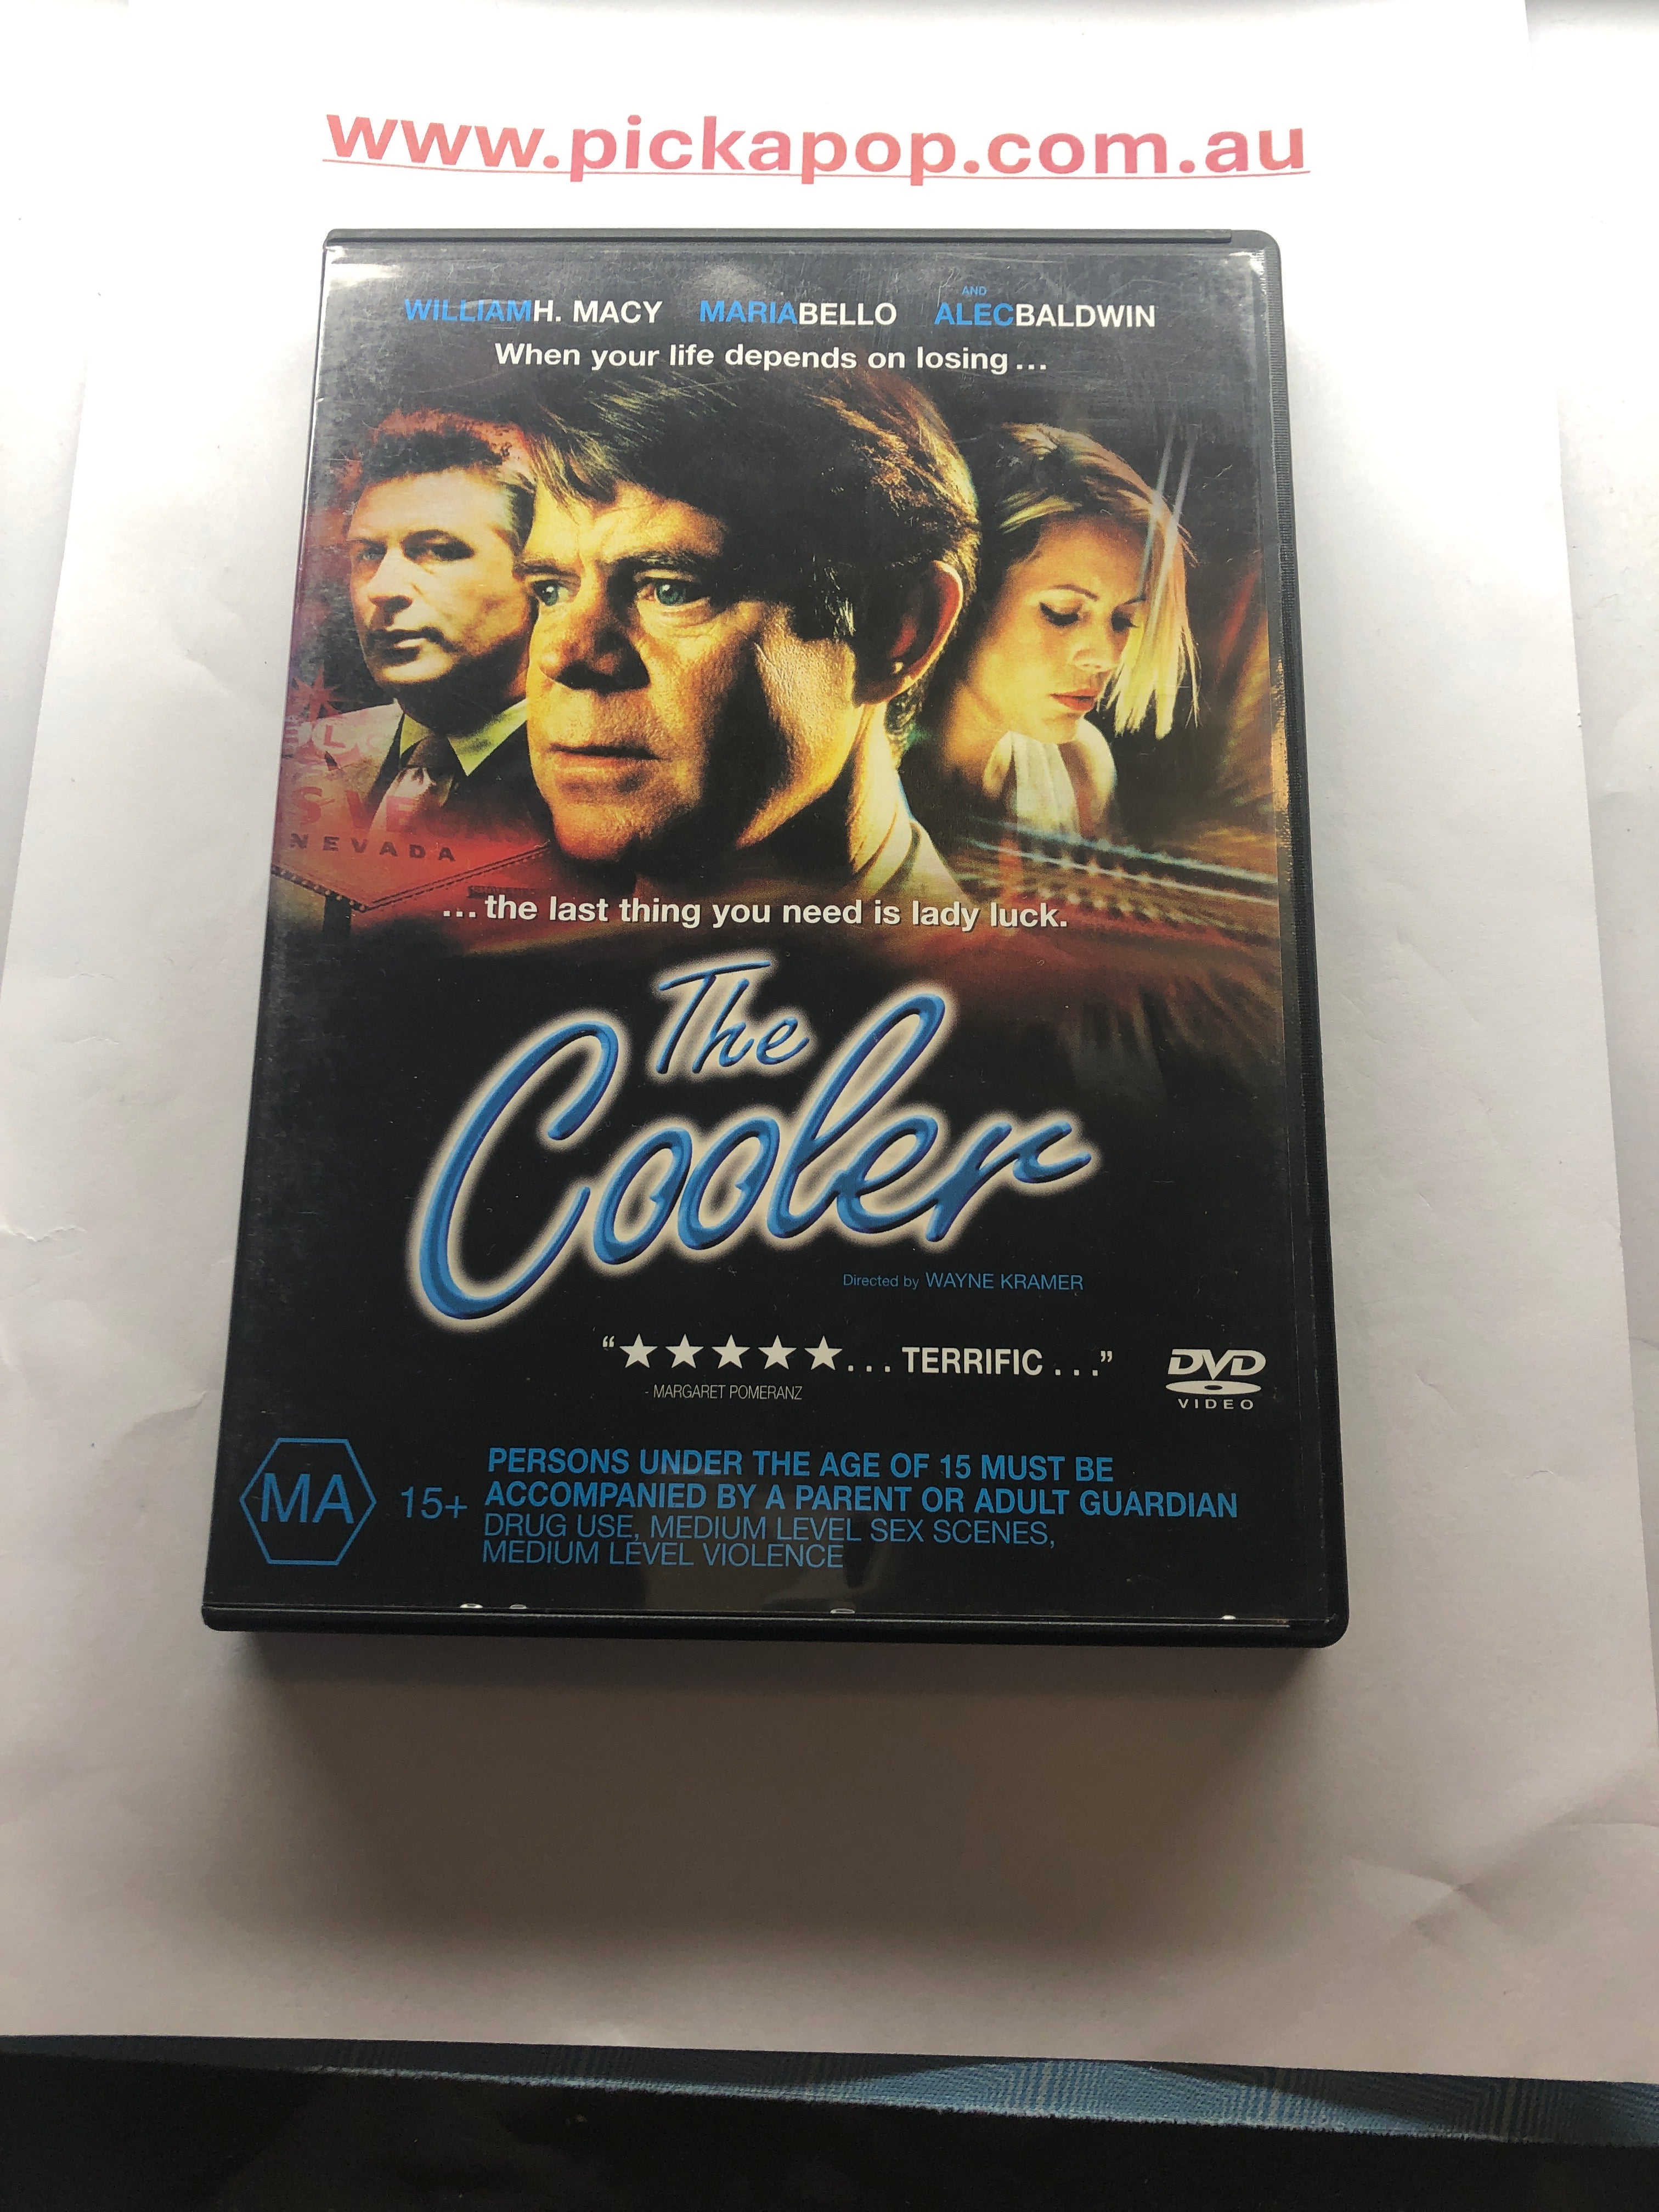 www.pickapop.com.au
AND
WILLIAMH. MACY MARIABELLO ALECBALDWIN
When your life depends on losing...
S VE
NEVADA
...the last thing you need is lady luck.
The
Cooler
Directed by WAYNE KRAMER
“★★★★★... TERRIFIC ...”
- MARGARET POMERANZ
DVD
VIDEO
MA 15+
PERSONS UNDER THE AGE OF 15 MUST BE
ACCOMPANIED BY A PARENT OR ADULT GUARDIAN
DRUG USE, MEDIUM LEVEL SEX SCENES,
MEDIUM LEVEL VIOLENCE